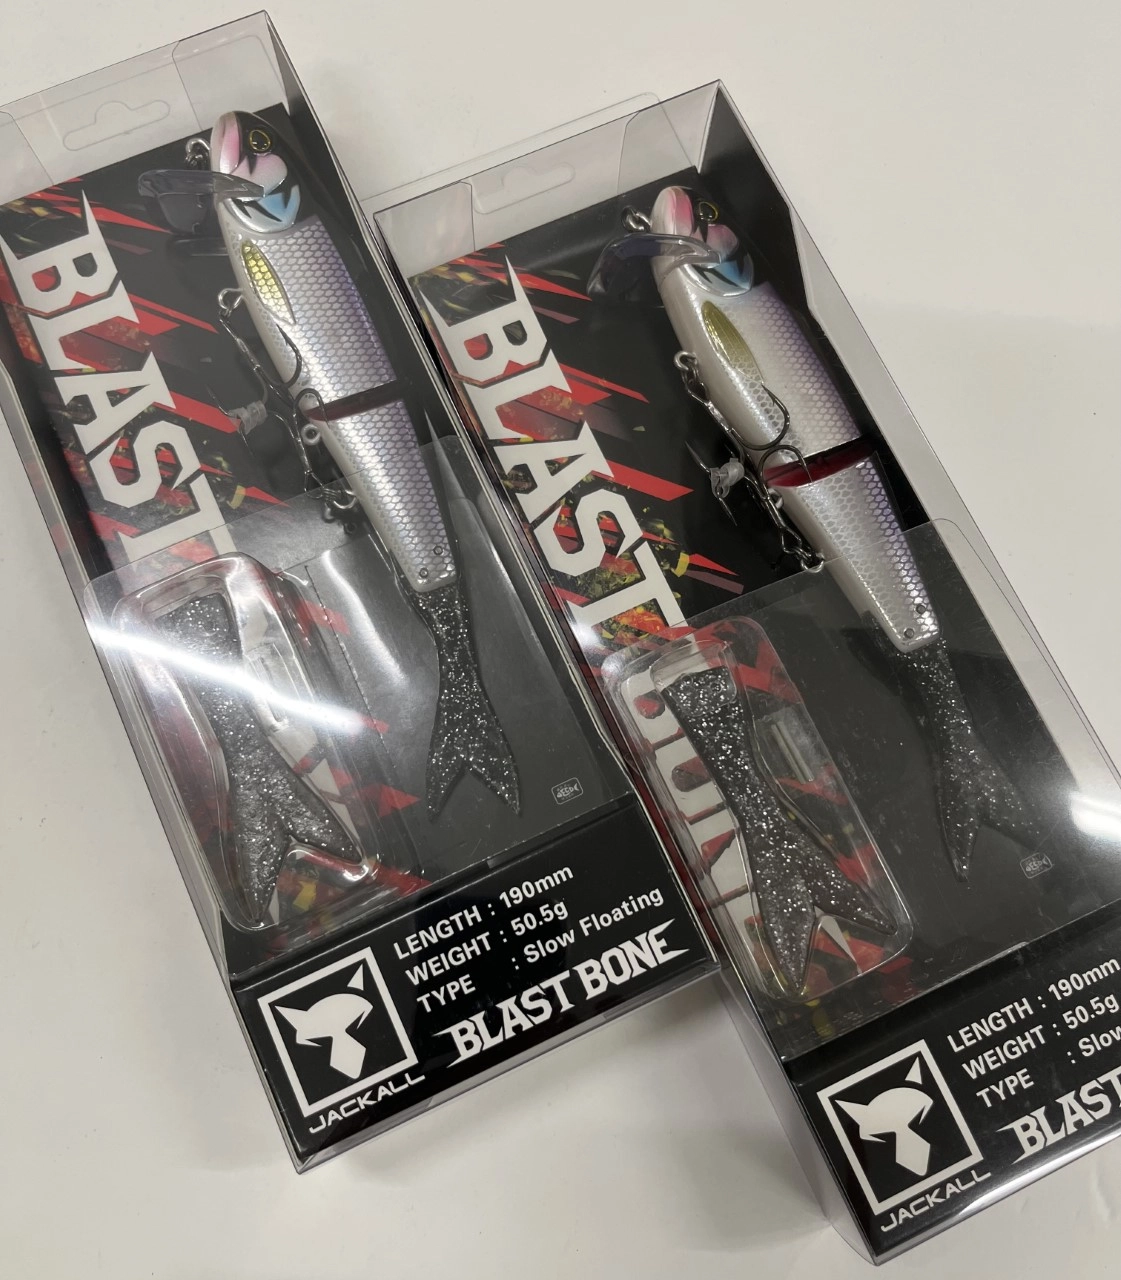 BLAST
LENGTH : 190mm
WEIGHT : 50.5g
TYPE : Slow Floating
BLAST BONE
JACKALL
BLAST
BONE
LENGTH : 190mm
WEIGHT : 50.5g
TYPE : Slow
BLAST
JACKALL